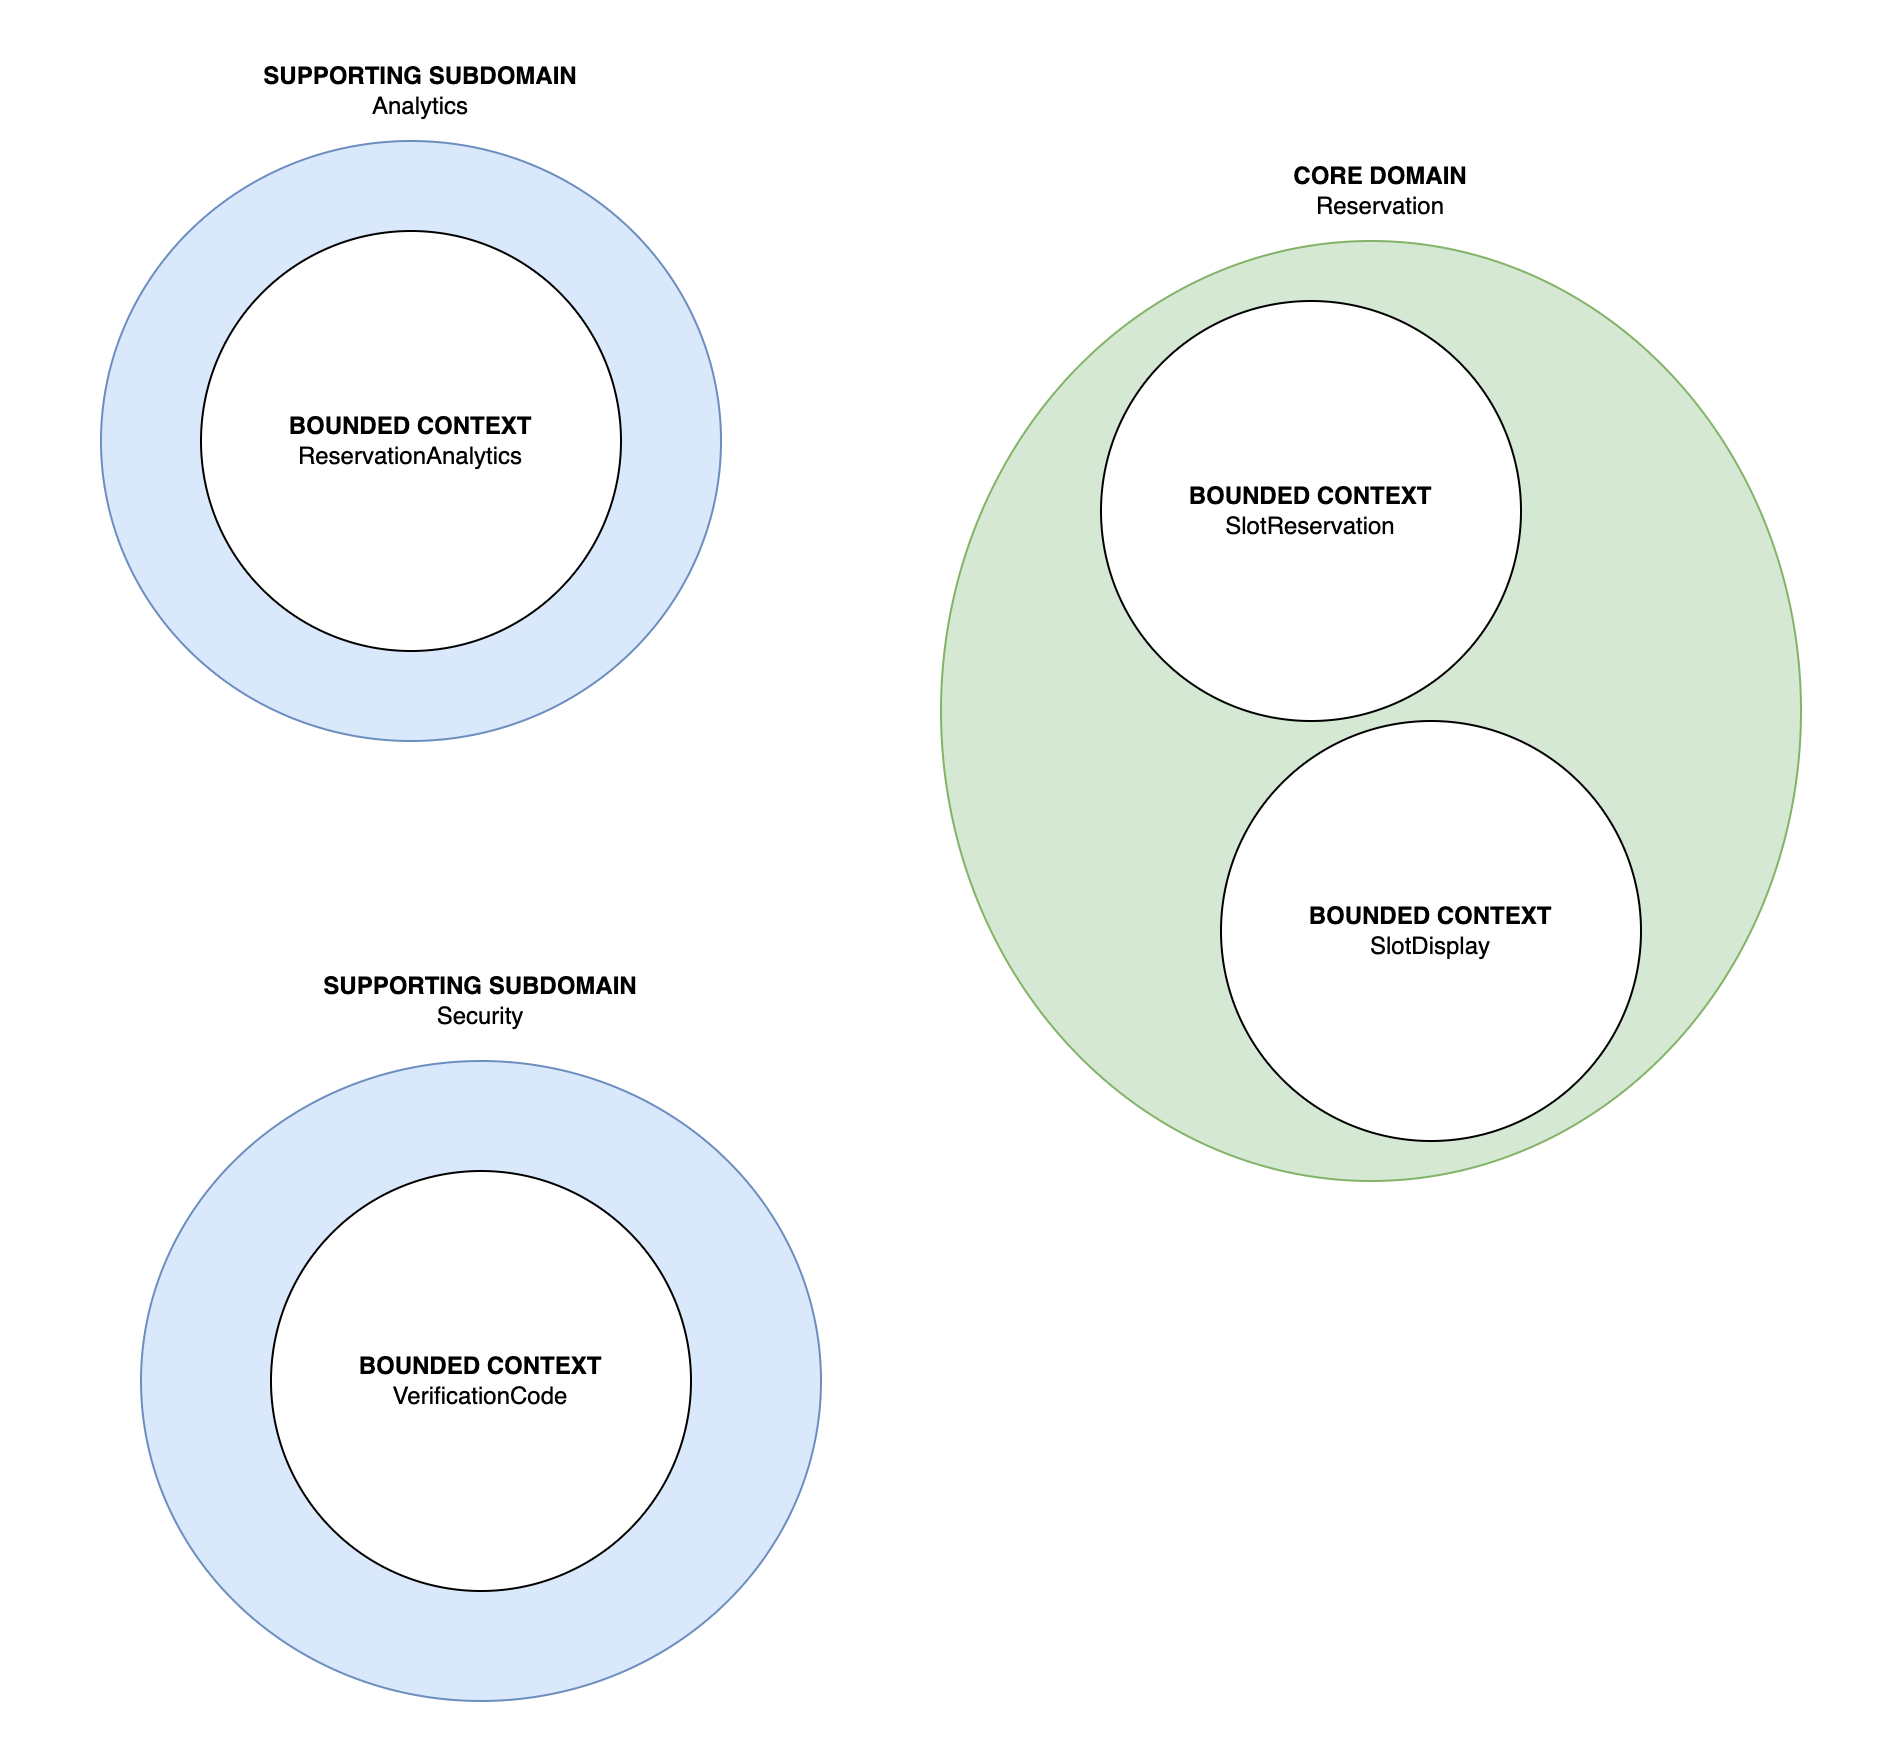 SUPPORTING SUBDOMAIN
Analytics
BOUNDED CONTEXT
ReservationAnalytics
CORE DOMAIN
Reservation
BOUNDED CONTEXT
SlotReservation
BOUNDED CONTEXT
SlotDisplay
SUPPORTING SUBDOMAIN
Security
BOUNDED CONTEXT
VerificationCode